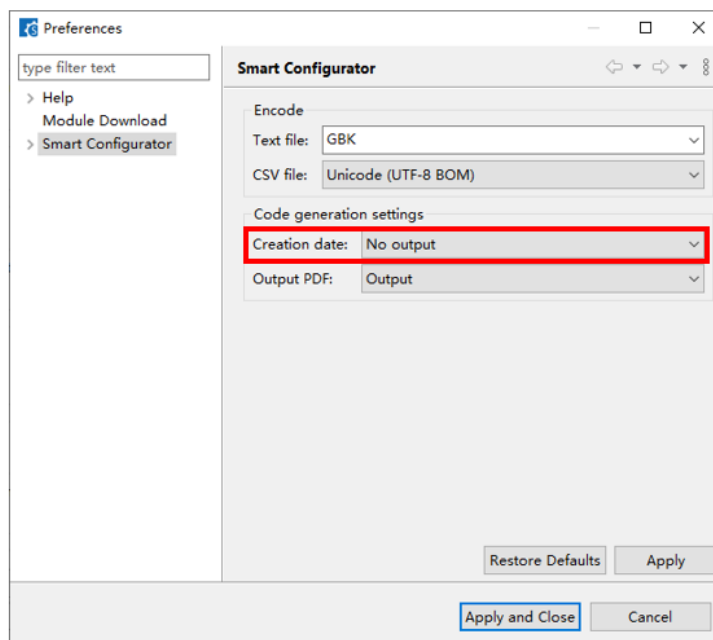 Preferences
type filter text
Smart Configurator
Help
Module Download
Smart Configurator
Encode
Text file: GBK
CSV file: Unicode (UTF-8 BOM)
Code generation settings
Creation date: No output
Output PDF: Output
Restore Defaults Apply
Apply and Close Cancel